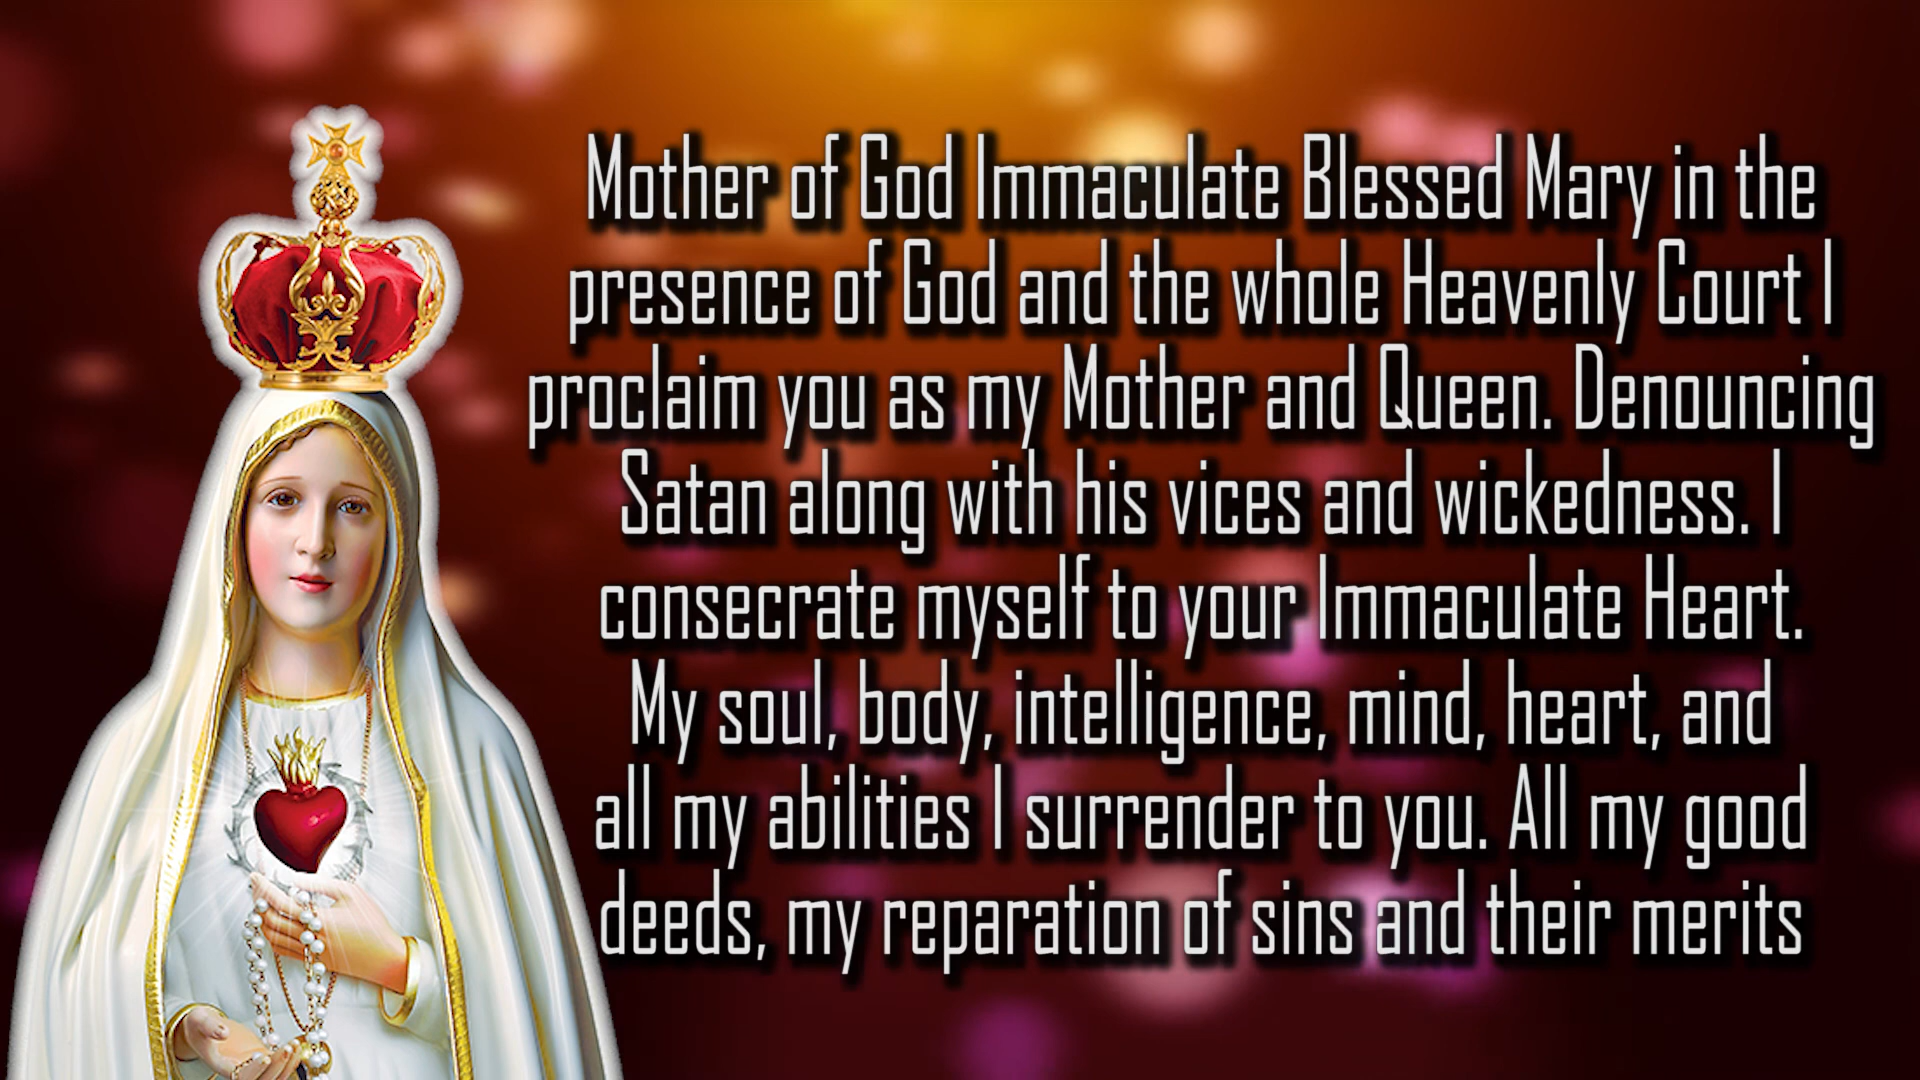 Mother of God Immaculate Blessed Mary in the
presence of God and the whole Heavenly Court I
proclaim you as my Mother and Queen. Denouncing
Satan along with his vices and wickedness. I
consecrate myself to your Immaculate Heart.
My soul, body, intelligence, mind, heart, and
all my abilities I surrender to you. All my good
deeds, my reparation of sins and their merits